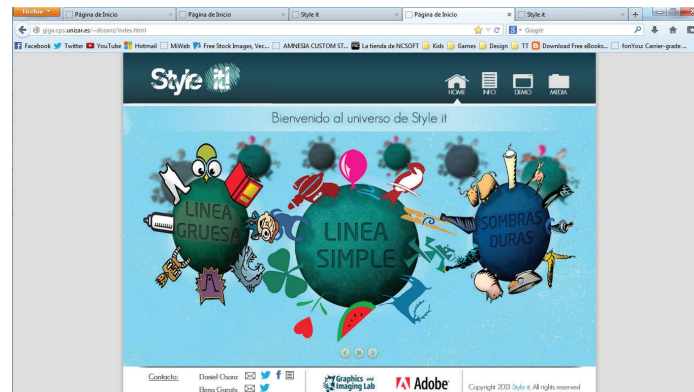 Firefox
Página de Inicio
Página de Inicio
Style it
Página de Inicio
Style it
giga.cps.unizar.es/~dosanz/index.html
Google
Facebook Twitter YouTube Hotmail MiWeb Free Stock Images, Vec... AMNESIA CUSTOM ST... La tienda de NCSOFT Kids Games Design TT Download Free eBooks... fonYou: Carrier-grade ...
Style it!
HOME INFO DEMO MEDIA
Bienvenido al universo de Style it
LINEA
GRUESA
LINEA
SIMPLE
SOMBRAS
DURAS
Contacto: Daniel Osanz
Elena Garcés
Graphics and
Imaging Lab
Adobe
Copyright 2013 Style it. All rights reserved